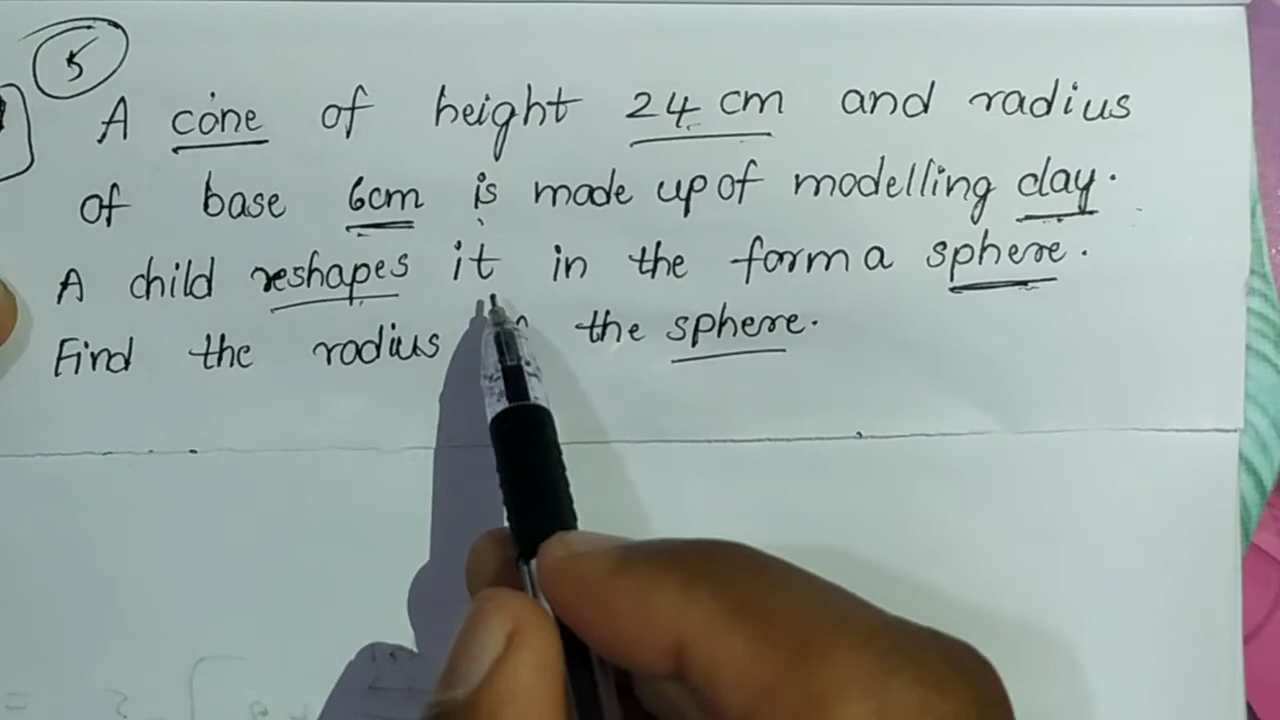 5
A cone of height 24 cm and radius
of base 6cm is made up of modelling clay.
A child reshapes it in the form a sphere.
Find the radius the sphere.